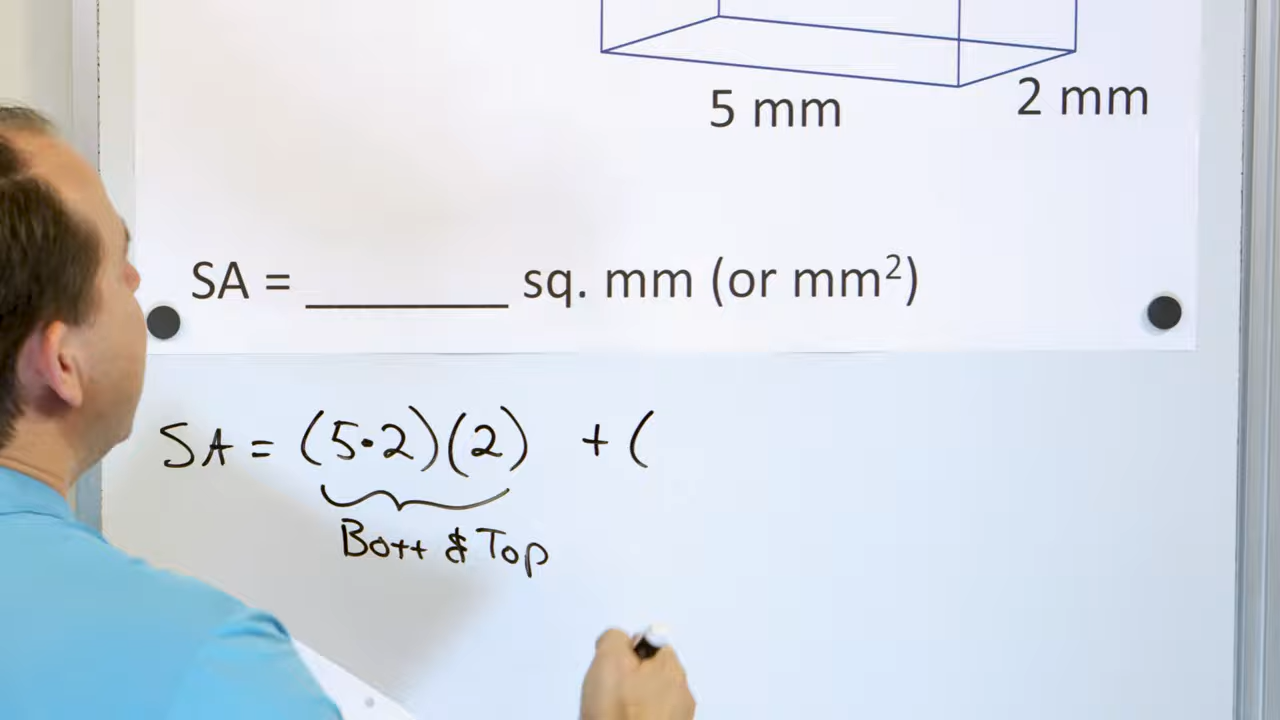 5 mm 2 mm
SA = _______ sq. mm (or mm²)
SA = (5·2)(2) + (
Bott & Top